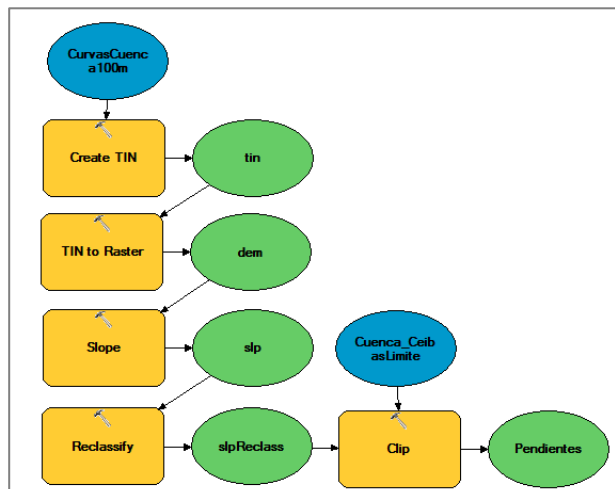 CurvasCuenc
a100m
Create TIN
tin
TIN to Raster
dem
Slope
slp
Cuenca_Ceib
asLimite
Reclassify
slpReclass
Clip
Pendientes